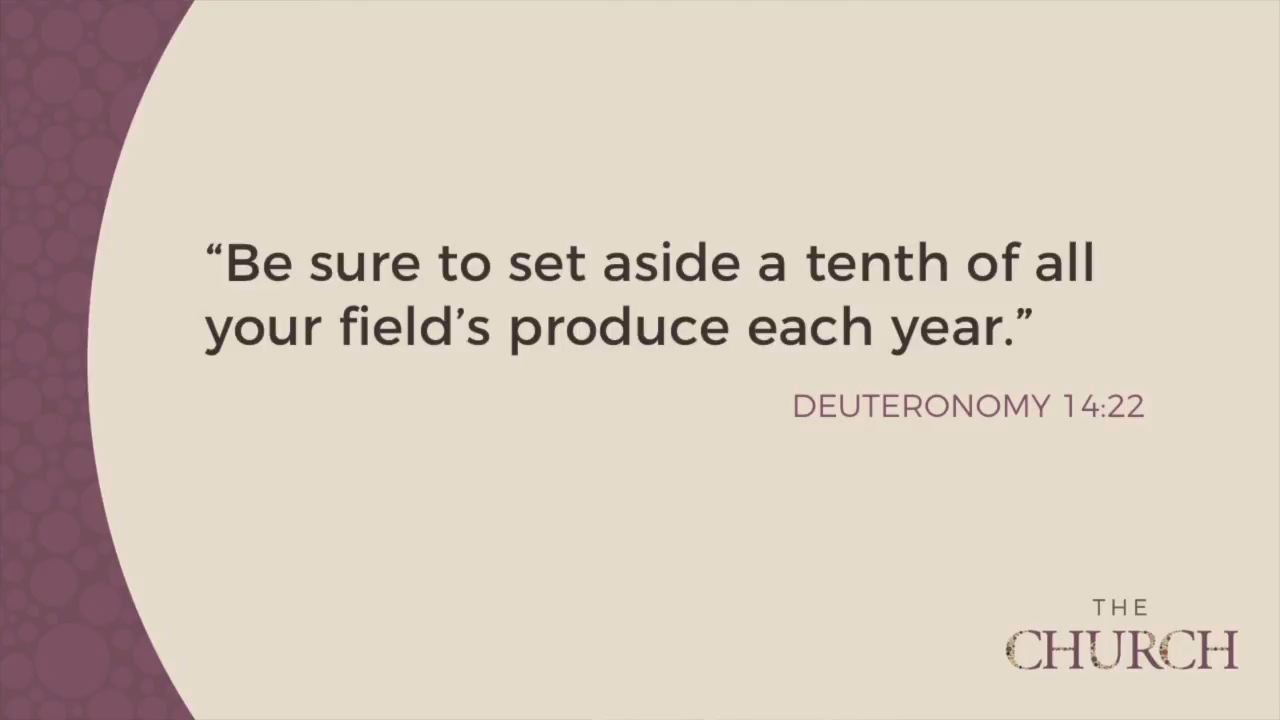 “Be sure to set aside a tenth of all
your field’s produce each year.”
DEUTERONOMY 14:22
THE
CHURCH